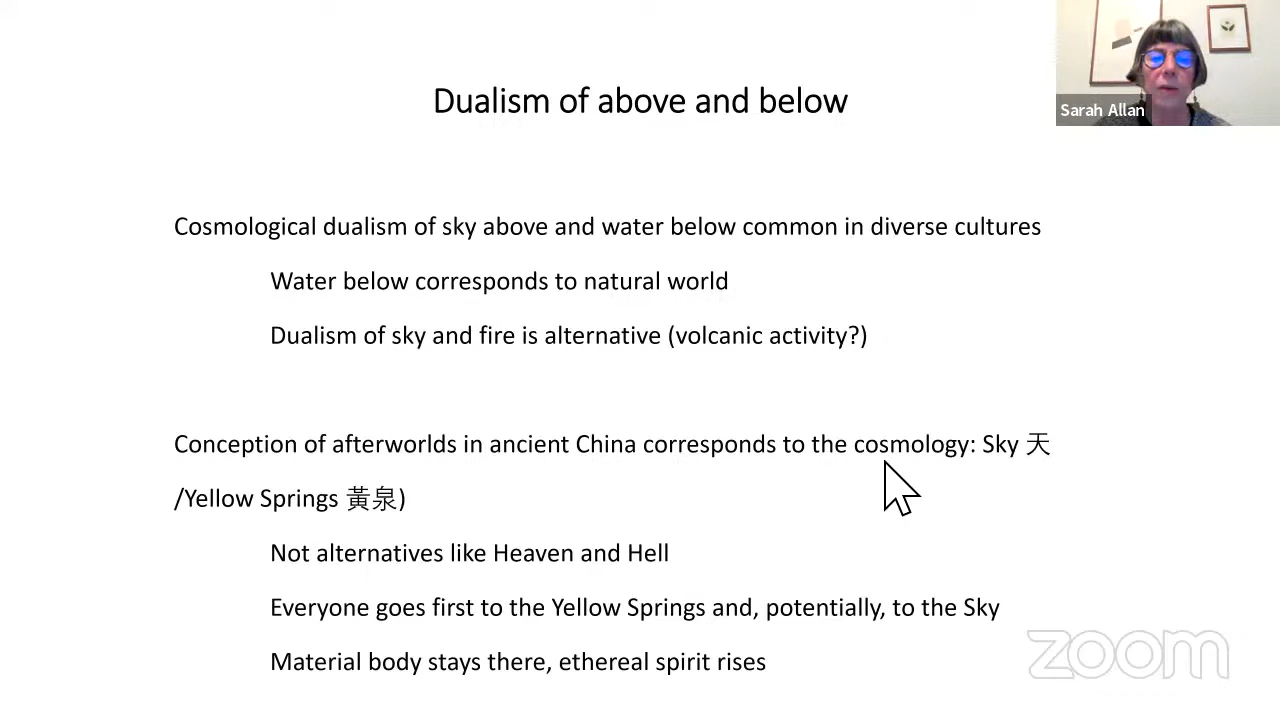 Dualism of above and below
Sarah Allan
Cosmological dualism of sky above and water below common in diverse cultures
Water below corresponds to natural world
Dualism of sky and fire is alternative (volcanic activity?)
Conception of afterworlds in ancient China corresponds to the cosmology: Sky 天
/Yellow Springs 黃泉)
Not alternatives like Heaven and Hell
Everyone goes first to the Yellow Springs and, potentially, to the Sky
Material body stays there, ethereal spirit rises
zoom